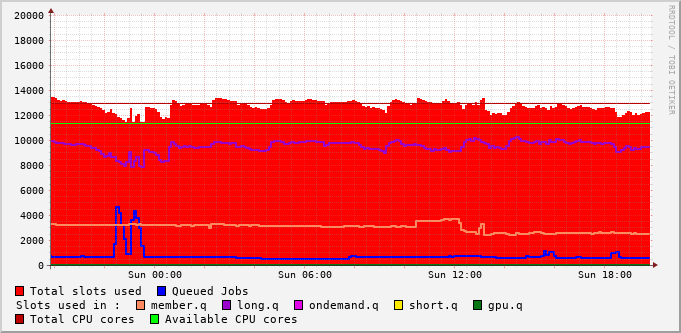 RRDTOOL / TOBI OETIKER
20000
18000
16000
14000
12000
10000
8000
6000
4000
2000
0
Sun 00:00 Sun 06:00 Sun 12:00 Sun 18:00
Total slots used Queued Jobs
Slots used in : member.q long.q ondemand.q short.q gpu.q
Total CPU cores Available CPU cores